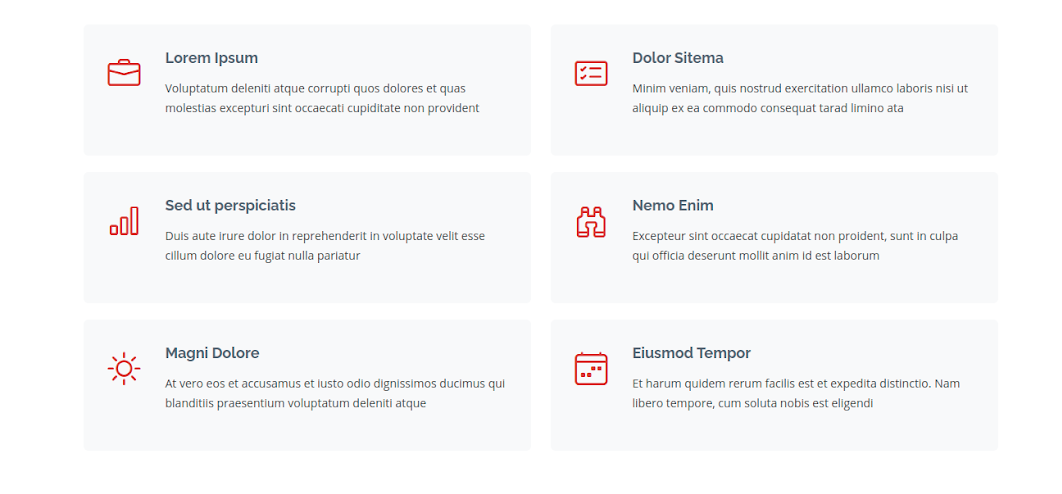 Lorem Ipsum
Voluptatum deleniti atque corrupti quos dolores et quas
molestias excepturi sint occaecati cupiditate non provident
Dolor Sitema
Minim veniam, quis nostrud exercitation ullamco laboris nisi ut
aliquip ex ea commodo consequat tarad limino ata
Sed ut perspiciatis
Duis aute irure dolor in reprehenderit in voluptate velit esse
cillum dolore eu fugiat nulla pariatur
Nemo Enim
Excepteur sint occaecat cupidatat non proident, sunt in culpa
qui officia deserunt mollit anim id est laborum
Magni Dolore
At vero eos et accusamus et iusto odio dignissimos ducimus qui
blanditiis praesentium voluptatum deleniti atque
Eiusmod Tempor
Et harum quidem rerum facilis est et expedita distinctio. Nam
libero tempore, cum soluta nobis est eligendi